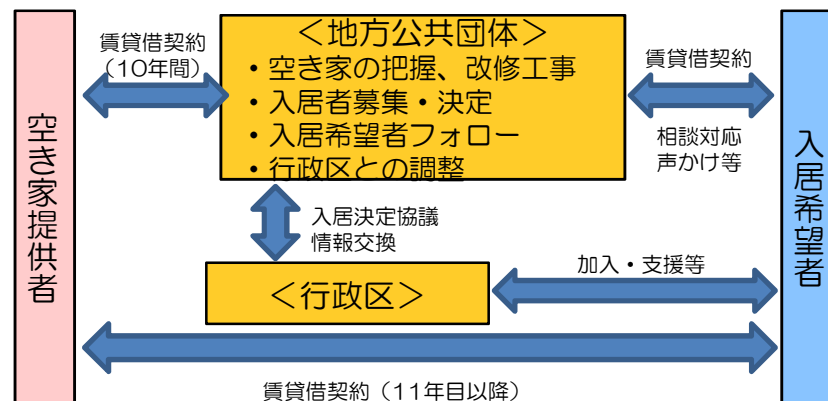 賃貸借契約
（10年間）
＜地方公共団体＞
・空き家の把握、改修工事
・入居者募集・決定
・入居希望者フォロー
・行政区との調整
賃貸借契約
相談対応
声かけ等
空き家提供者
入居希望者
入居決定協議
情報交換
＜行政区＞
加入・支援等
賃貸借契約（11年目以降）